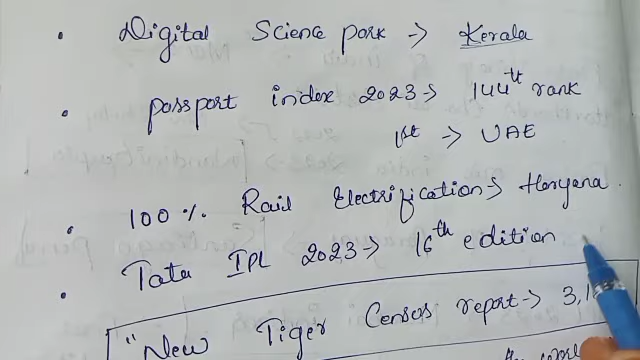 • Digital Science park → Kerala
• passport index 2023 → 144th rank
1st → UAE
• 100% Rail Electrification → Haryana
• Tata IPL 2023 → 16th edition
"New Tiger Census report → 3,1